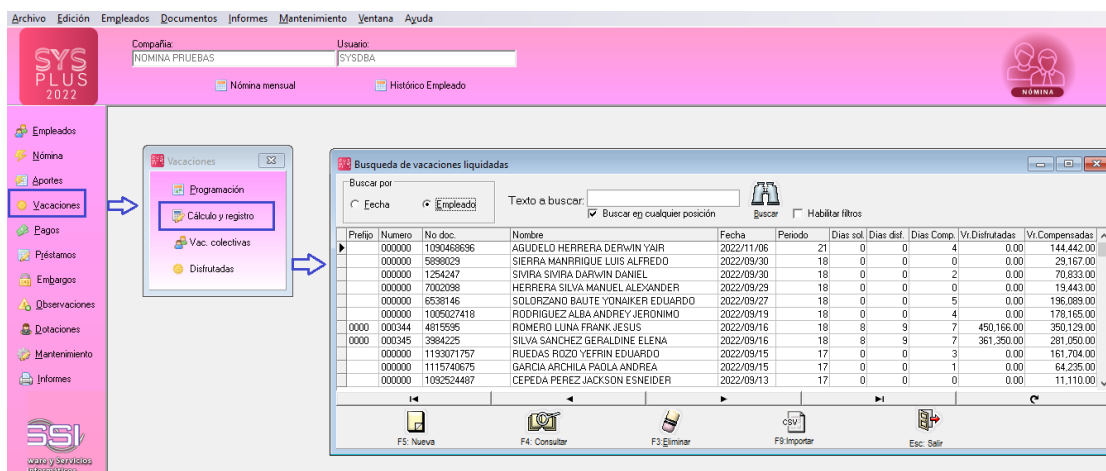 Archivo Edición Empleados Documentos Informes Mantenimiento Ventana Ayuda
SYS
PLUS
2022
Compañia:
NOMINA PRUEBAS
Usuario:
SYSDBA
Nómina mensual
Histórico Empleado
NÓMINA
Empleados
Nómina
Aportes
Vacaciones
Pagos
Préstamos
Embargos
Observaciones
Dotaciones
Mantenimiento
Informes
SSI
ware y Servicios
Vacaciones
Programación
Cálculo y registro
Vac. colectivas
Disfrutadas
Busqueda de vacaciones liquidadas
Buscar por
Fecha
Empleado
Texto a buscar:
Buscar en cualquier posición
Buscar
Habilitar filtros
Prefijo Numero No doc. Nombre Fecha Periodo Dias sol. Dias disf. Dias Comp. Vr.Disfrutadas Vr.Compensadas
000000 1090468696 AGUDELO HERRERA DERWIN YAIR 2022/11/06 21 0 0 4 0.00 144,442.00
000000 5898029 SIERRA MANRRIQUE LUIS ALFREDO 2022/09/30 18 0 0 0 0.00 29,167.00
000000 1254247 SIVIRA SIVIRA DARWIN DANIEL 2022/09/30 18 0 0 2 0.00 70,833.00
000000 7002098 HERRERA SILVA MANUEL ALEXANDER 2022/09/29 18 0 0 0 0.00 19,443.00
000000 6538146 SOLORZANO BAUTE YONAIKER EDUARDO 2022/09/27 18 0 0 5 0.00 196,089.00
000000 1005027418 RODRIGUEZ ALBA ANDREY JERONIMO 2022/09/19 18 0 0 4 0.00 178,165.00
0000 000344 4815595 ROMERO LUNA FRANK JESUS 2022/09/16 18 8 9 7 450,166.00 350,129.00
0000 000345 3984225 SILVA SANCHEZ GERALDINE ELENA 2022/09/16 18 8 9 7 361,350.00 281,050.00
000000 1193071757 RUEDAS ROZO YEFRIN EDUARDO 2022/09/15 17 0 0 3 0.00 161,704.00
000000 1115740675 GARCIA ARCHILA PAOLA ANDREA 2022/09/15 17 0 0 1 0.00 64,235.00
000000 1092524487 CEPEDA PEREZ JACKSON ESNEIDER 2022/09/13 17 0 0 0 0.00 11,110.00
F5: Nueva
F4: Consultar
F3:Eliminar
CSV
F9:Importar
Esc: Salir